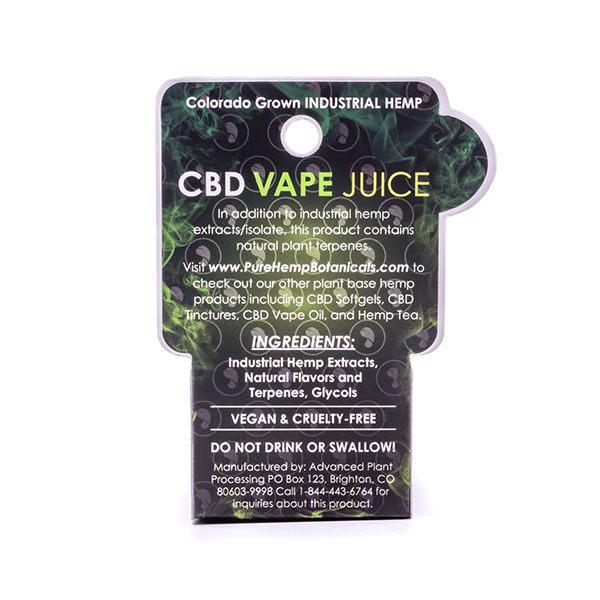 Colorado Grown INDUSTRIAL HEMP
CBD VAPE JUICE
In addition to industrial hemp
extracts/isolate, this product contains
natural plant terpenes.
Visit www.PureHempBotanicals.com to
check out our other plant base hemp
products including CBD Softgels, CBD
Tinctures, CBD Vape Oil, and Hemp Tea.
INGREDIENTS:
Industrial Hemp Extracts,
Natural Flavors and
Terpenes, Glycols
VEGAN & CRUELTY-FREE
DO NOT DRINK OR SWALLOW!
Manufactured by: Advanced Plant
Processing PO Box 123, Brighton, CO
80603-9998 Call 1-844-443-6764 for
inquiries about this product.